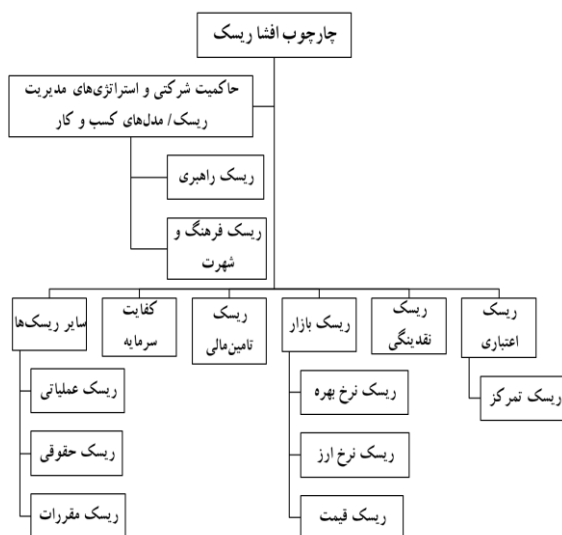 چارچوب افشا ریسک
حاکمیت شرکتی و استراتژی‌های مدیریت
ریسک/ مدل‌های کسب و کار
ریسک راهبری
ریسک فرهنگ و
شهرت
ریسک
اعتباری
ریسک
نقدینگی
ریسک بازار
ریسک
تامین‌مالی
کفایت
سرمایه
سایر ریسک‌ها
ریسک تمرکز
ریسک نرخ بهره
ریسک عملیاتی
ریسک نرخ ارز
ریسک حقوقی
ریسک قیمت
ریسک مقررات